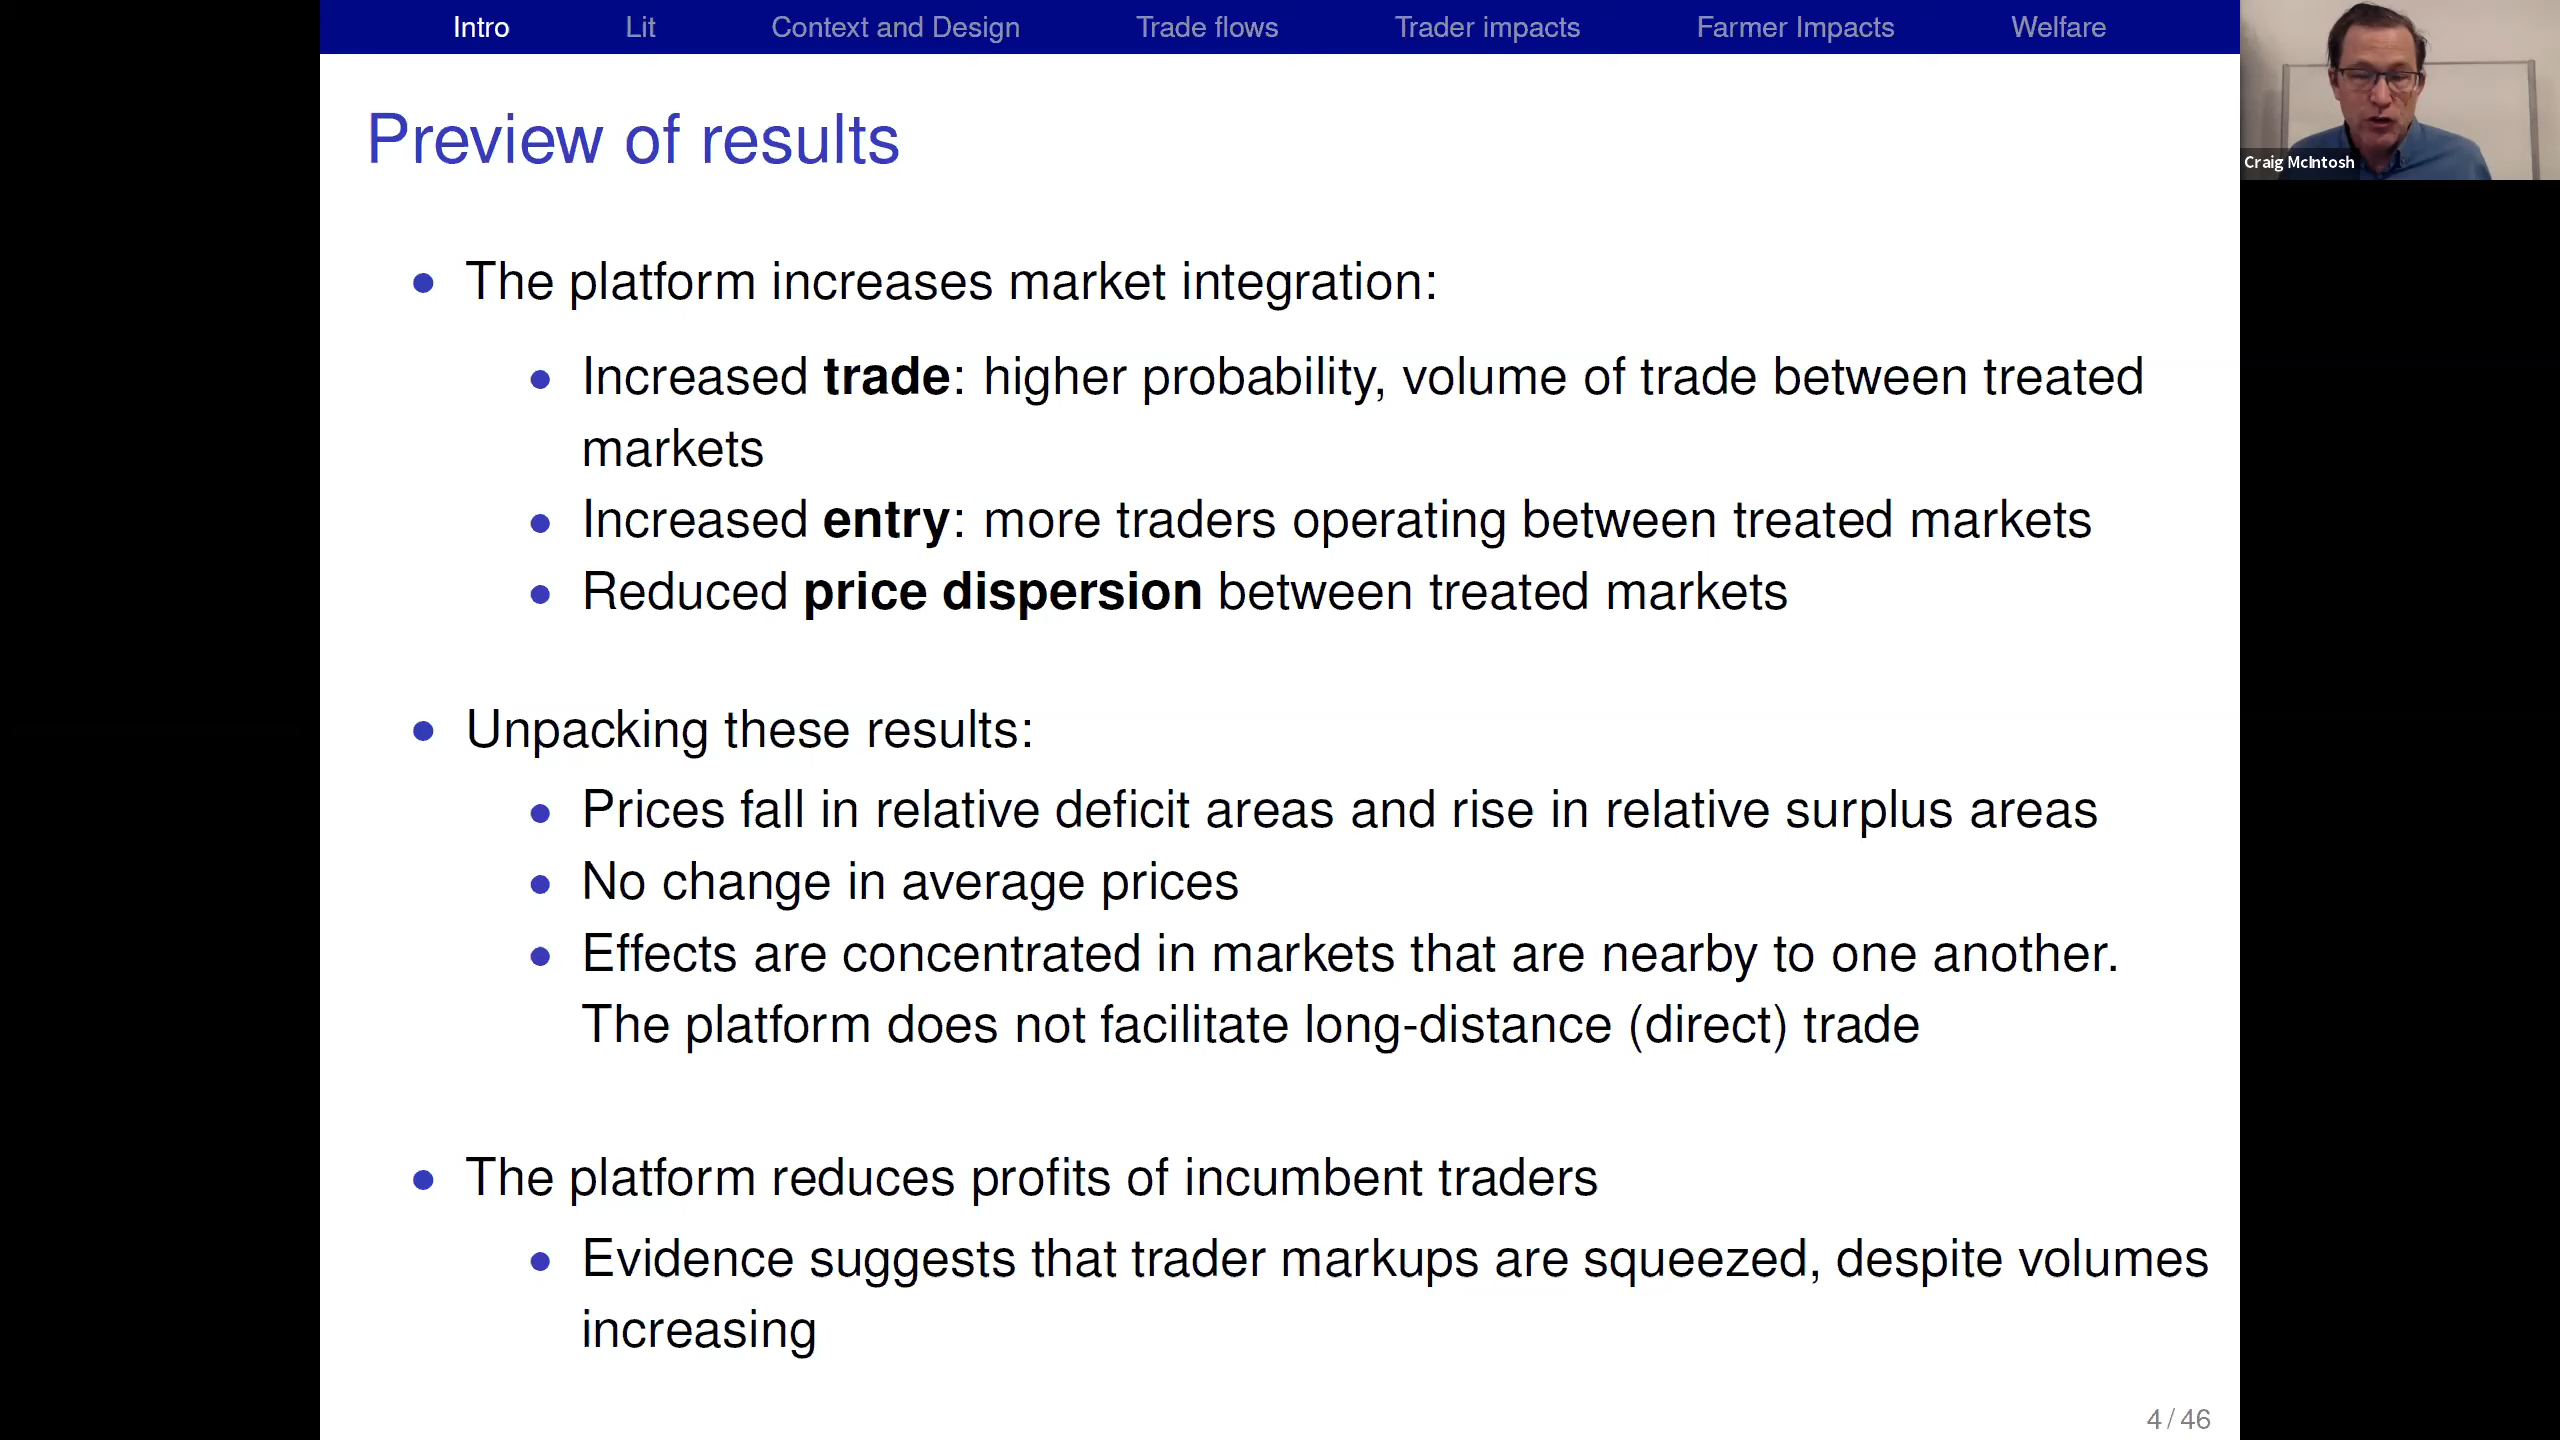 Intro Lit Context and Design Trade flows Trader impacts Farmer Impacts Welfare
Craig McIntosh
Preview of results
The platform increases market integration:
Increased trade: higher probability, volume of trade between treated
markets
Increased entry: more traders operating between treated markets
Reduced price dispersion between treated markets
Unpacking these results:
Prices fall in relative deficit areas and rise in relative surplus areas
No change in average prices
Effects are concentrated in markets that are nearby to one another.
The platform does not facilitate long-distance (direct) trade
The platform reduces profits of incumbent traders
Evidence suggests that trader markups are squeezed, despite volumes
increasing
4 / 46